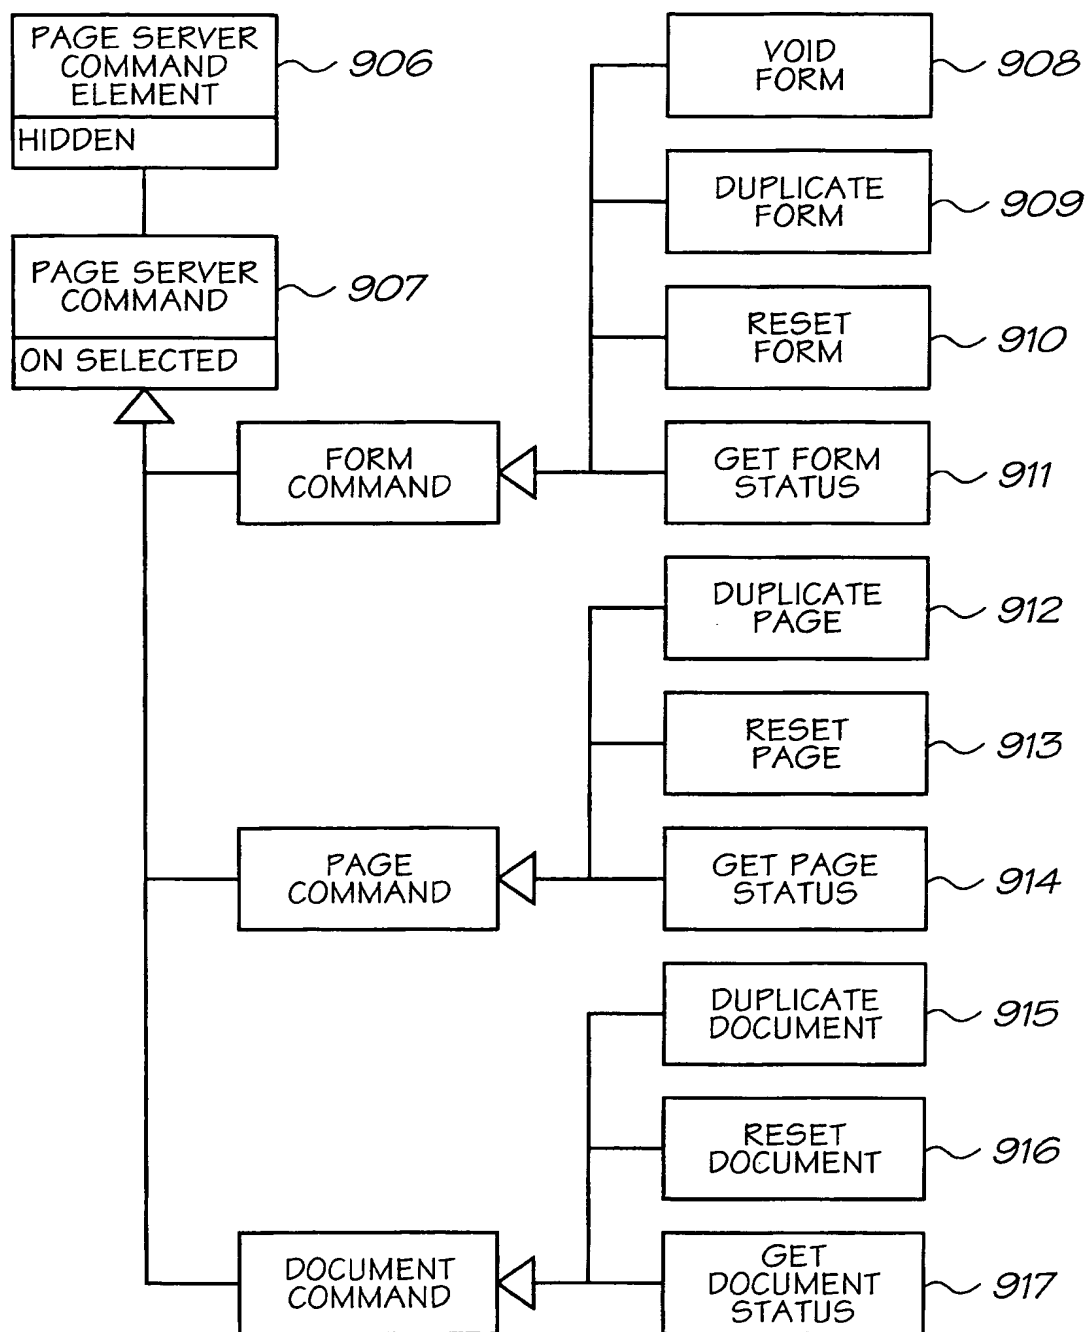 PAGE SERVER
COMMAND
ELEMENT
906
HIDDEN
PAGE SERVER
COMMAND
907
ON SELECTED
VOID
FORM
908
DUPLICATE
FORM
909
RESET
FORM
910
FORM
COMMAND
GET FORM
STATUS
911
DUPLICATE
PAGE
912
RESET
PAGE
913
PAGE
COMMAND
GET PAGE
STATUS
914
DUPLICATE
DOCUMENT
915
RESET
DOCUMENT
916
DOCUMENT
COMMAND
GET
DOCUMENT
STATUS
917